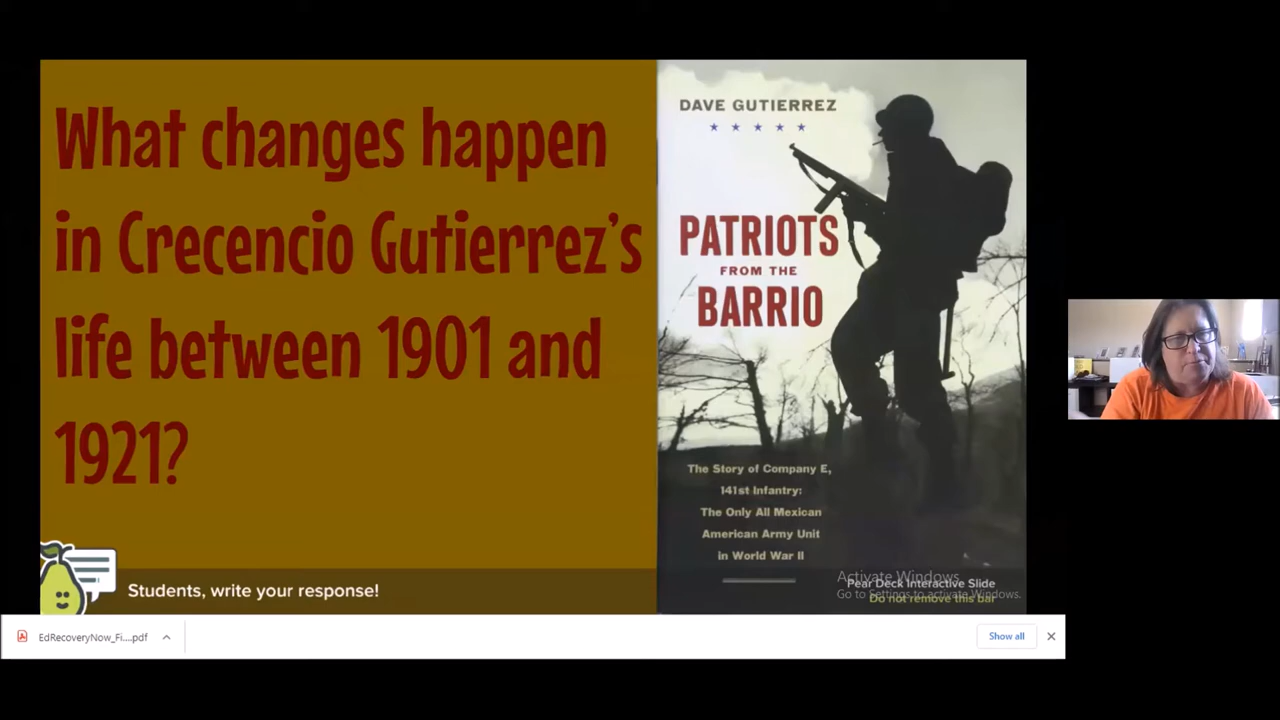 What changes happen
in Crecencio Gutierrez's
life between 1901 and
1921?
Students, write your response!
DAVE GUTIERREZ
PATRIOTS
FROM THE
BARRIO
The Story of Company E,
141st Infantry:
The Only All Mexican
American Army Unit
in World War II
Activate Windows
Pear Deck Interactive Slide
Go to Settings to activate Windows.
Do not remove this bar
EdRecoveryNow_Fi....pdf
Show all